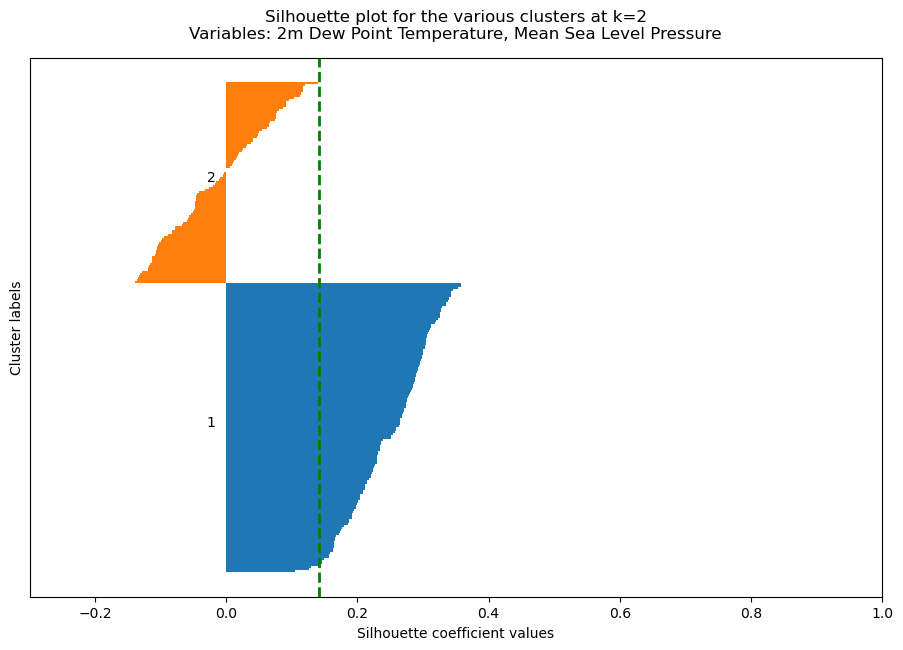 Silhouette plot for the various clusters at k=2
Variables: 2m Dew Point Temperature, Mean Sea Level Pressure
Cluster labels
2
1
−0.2 0.0 0.2 0.4 0.6 0.8 1.0
Silhouette coefficient values